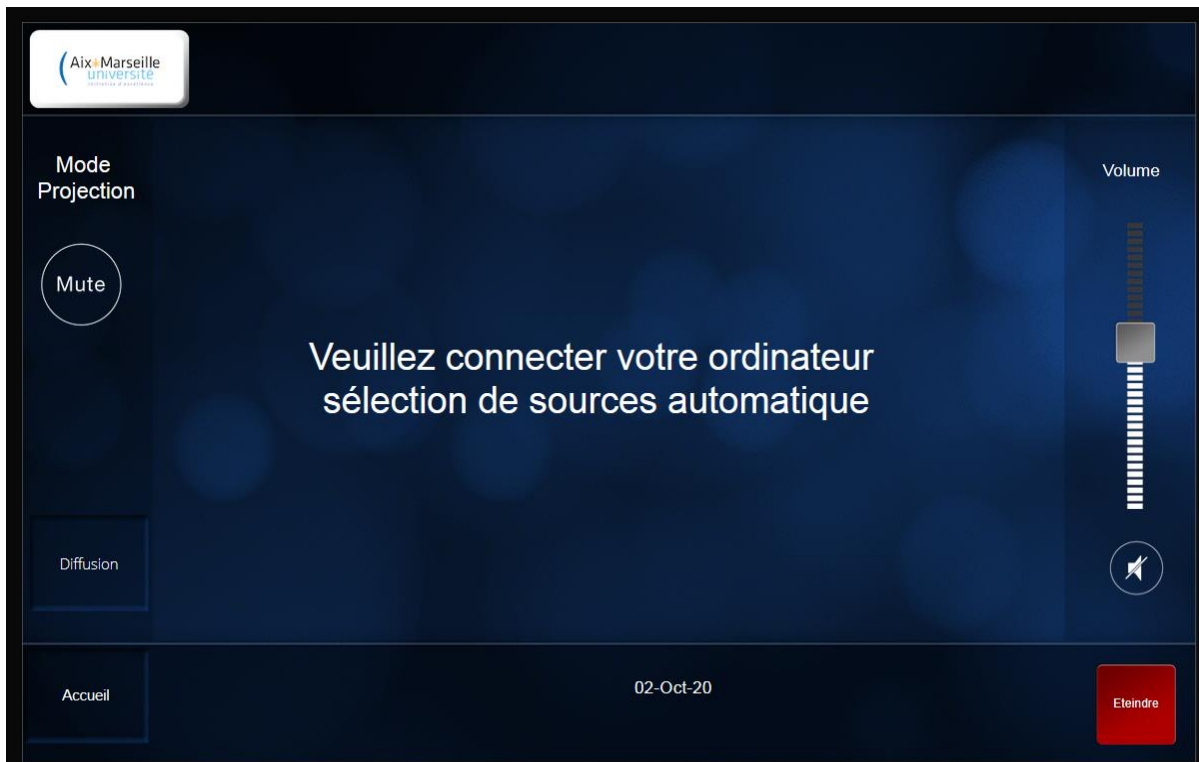 Aix*Marseille
université
Mode
Projection
Volume
Mute
Veuillez connecter votre ordinateur
sélection de sources automatique
Diffusion
Accueil
02-Oct-20
Eteindre